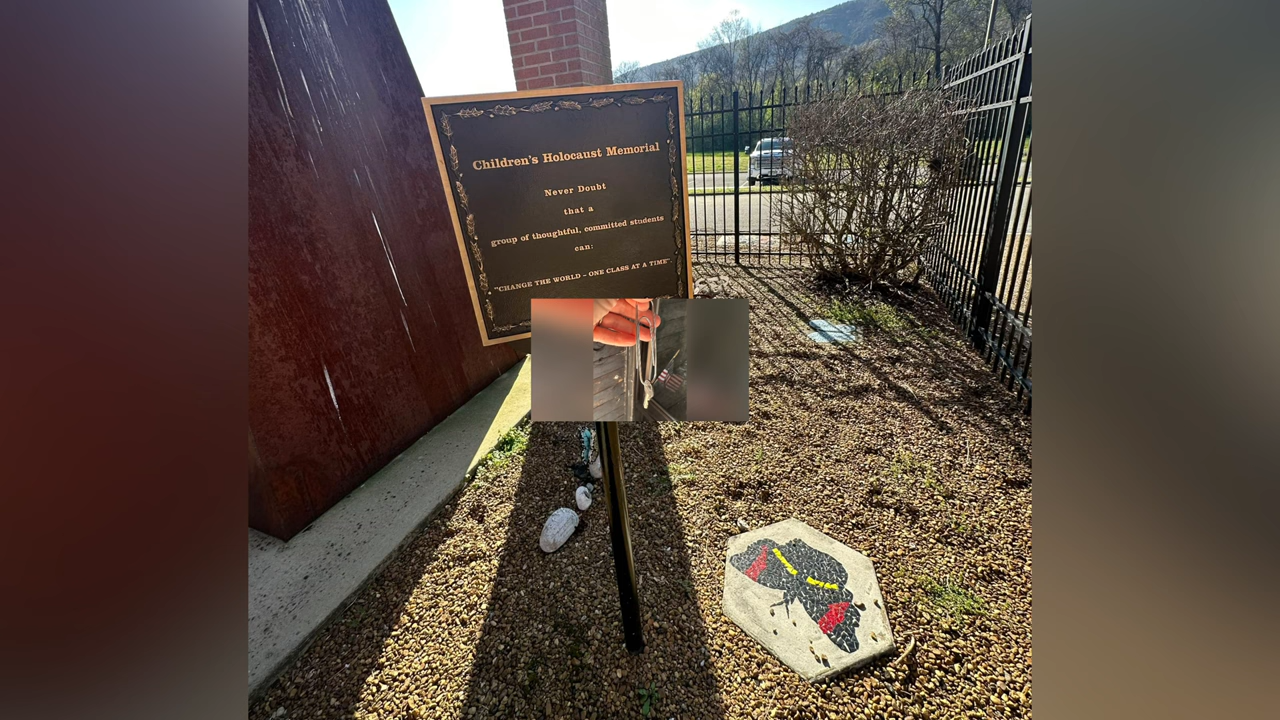 Children's Holocaust Memorial
Never Doubt
that a
group of thoughtful, committed students
can:
"CHANGE THE WORLD – ONE CLASS AT A TIME".